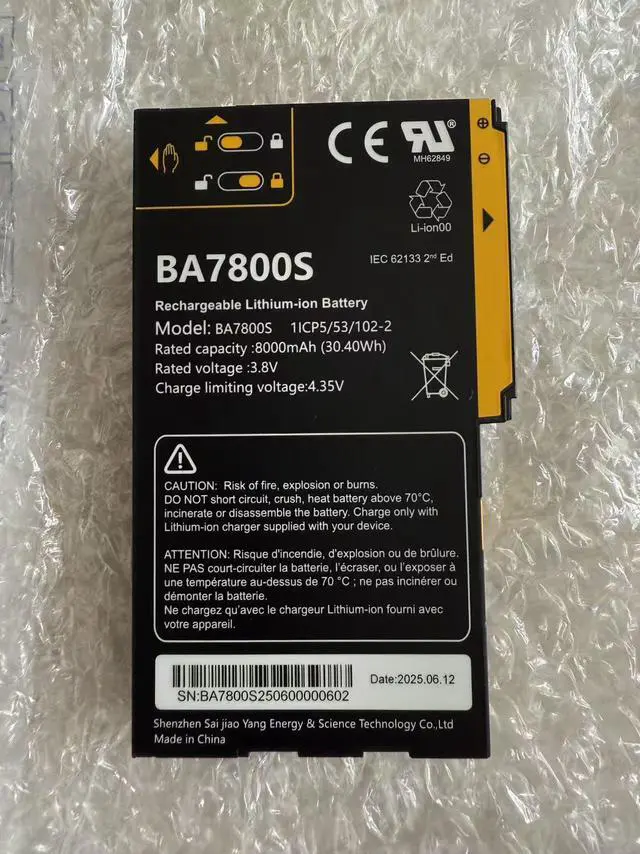 CE
RU®
MH62849
Li-ion00
BA7800S
IEC 62133 2nd Ed
Rechargeable Lithium-ion Battery
Model: BA7800S 1ICP5/53/102-2
Rated capacity :8000mAh (30.40Wh)
Rated voltage :3.8V
Charge limiting voltage:4.35V
CAUTION: Risk of fire, explosion or burns.
DO NOT short circuit, crush, heat battery above 70°C,
incinerate or disassemble the battery. Charge only with
Lithium-ion charger supplied with your device.
ATTENTION: Risque d'incendie, d'explosion ou de brûlure.
NE PAS court-circuiter la batterie, l'écraser, ou l'exposer à
une température au-dessus de 70 °C ; ne pas incinérer ou
démonter la batterie.
Ne chargez qu'avec le chargeur Lithium-ion fourni avec
votre appareil.
Date:2025.06.12
SN:BA7800S250600000602
Shenzhen Sai jiao Yang Energy & Science Technology Co.,Ltd
Made in China